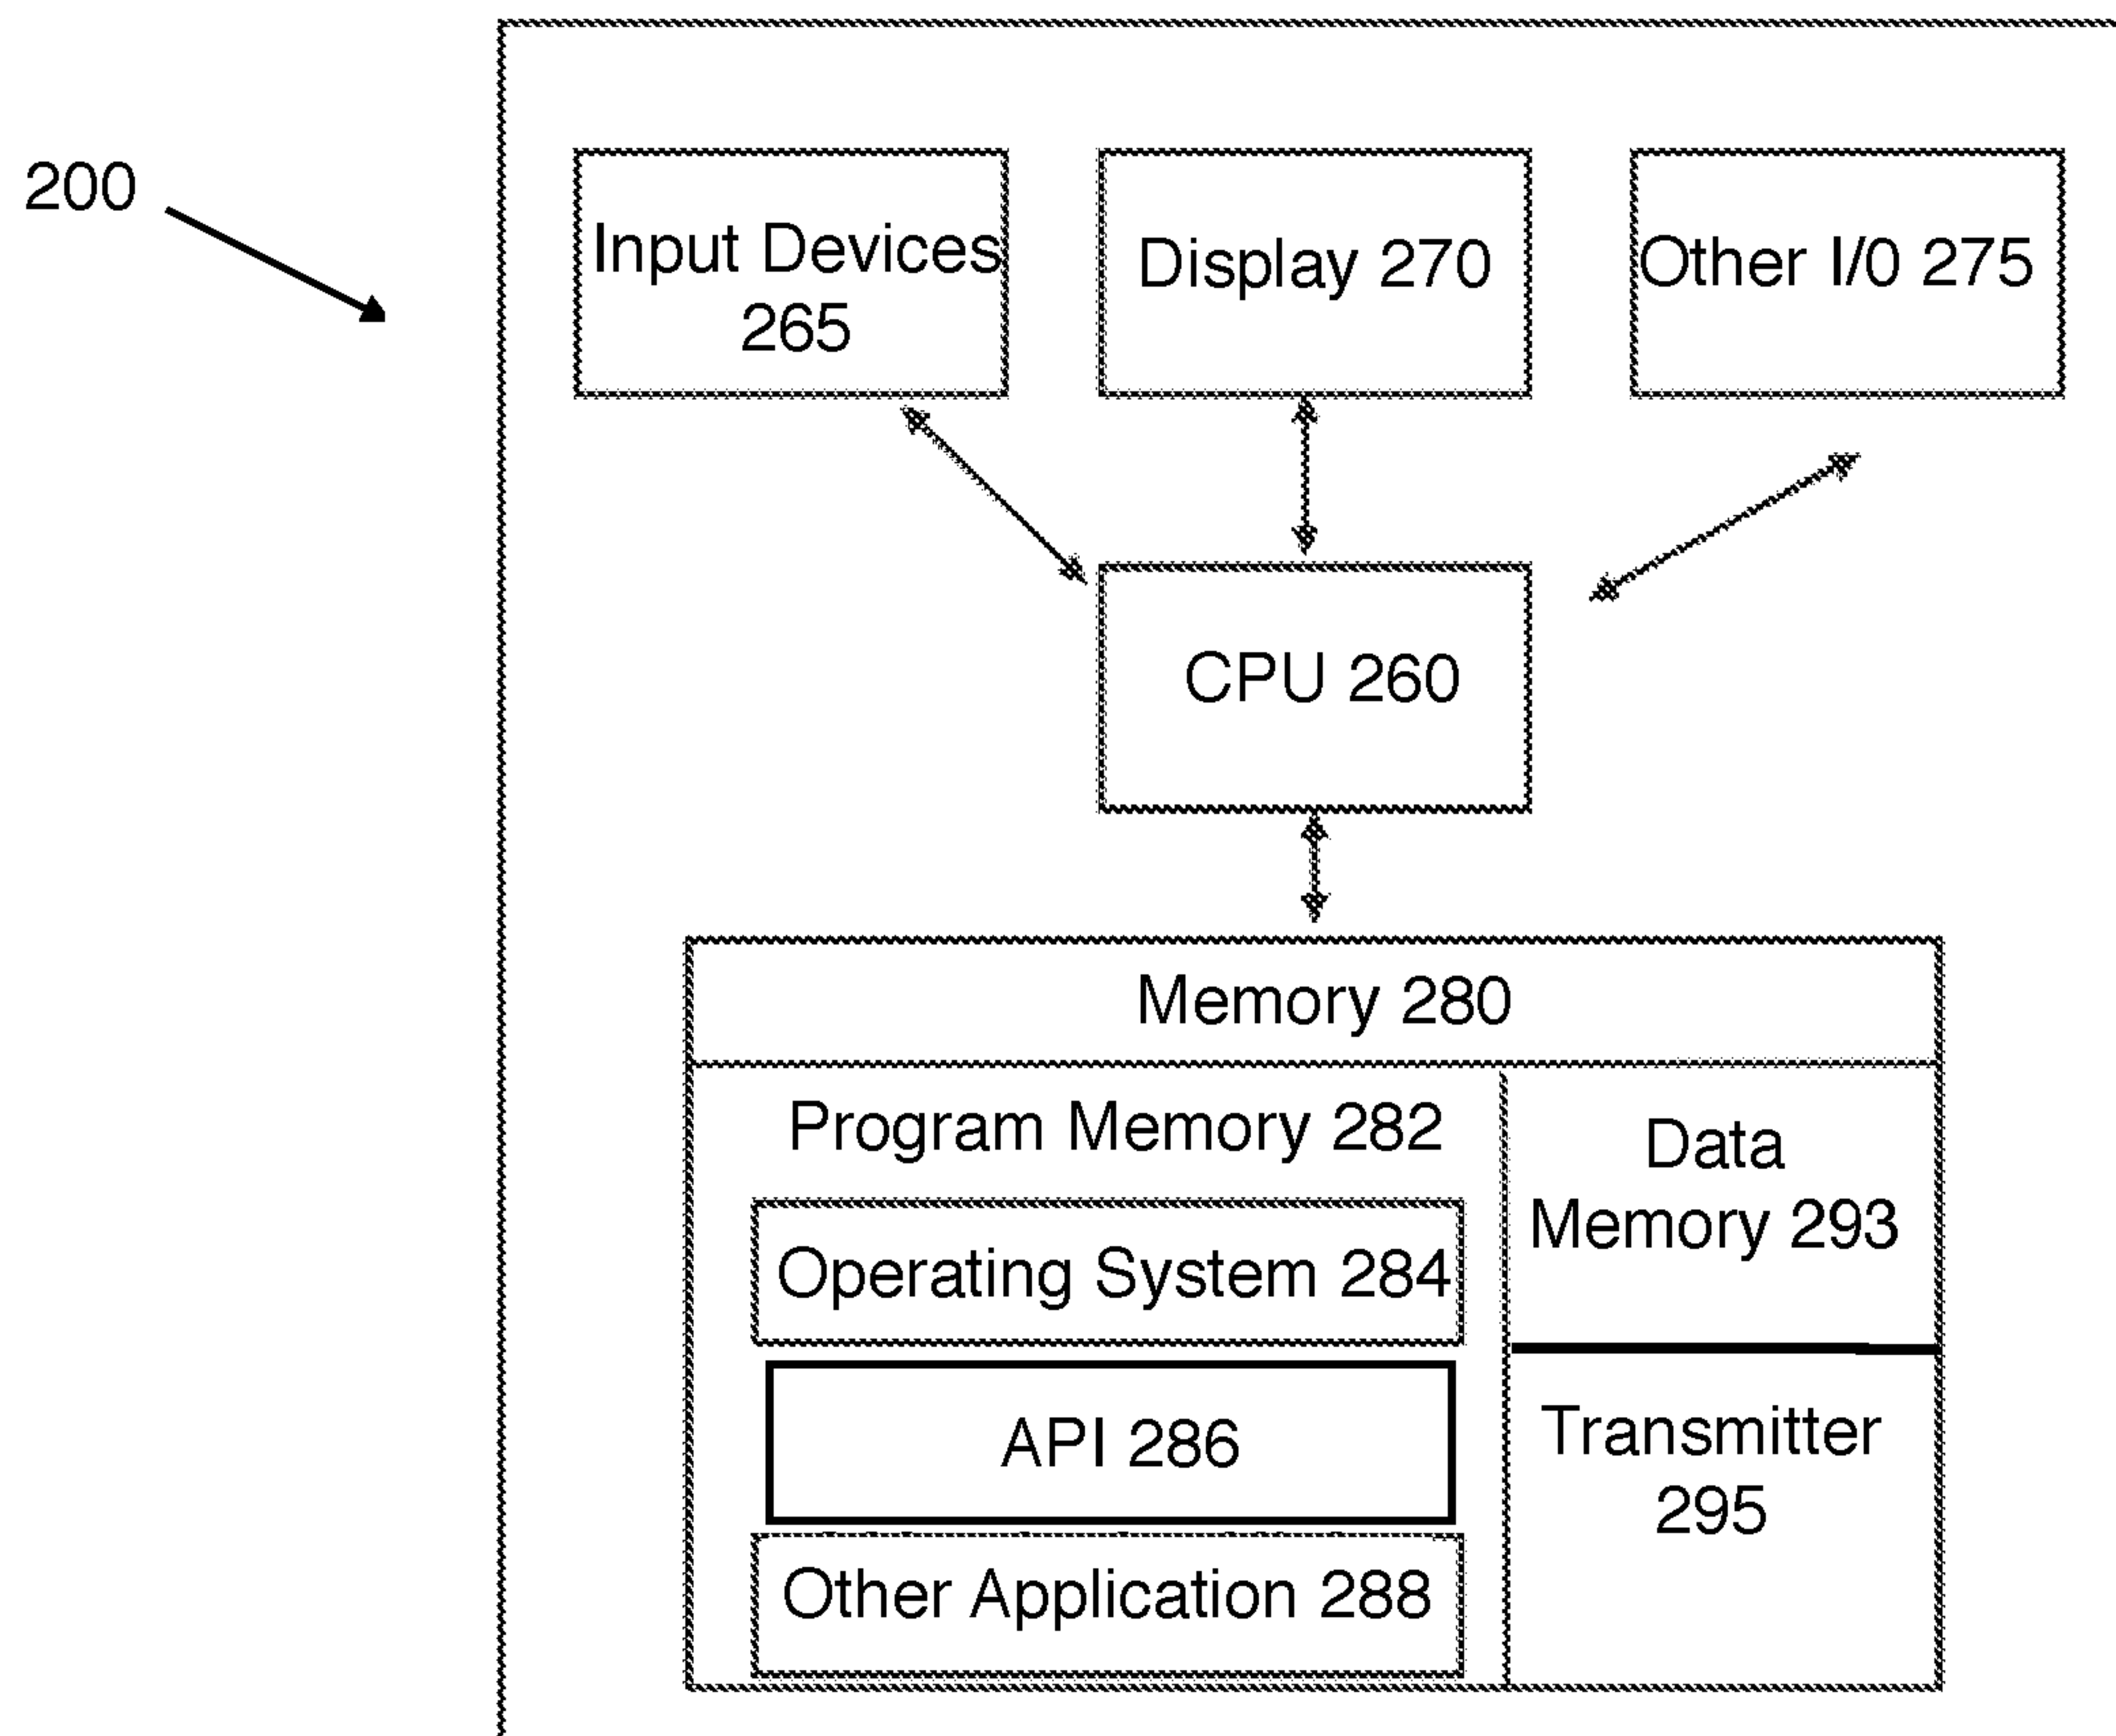 200
Input Devices
265
Display 270
Other I/0 275
CPU 260
Memory 280
Program Memory 282
Operating System 284
API 286
Other Application 288
Data
Memory 293
Transmitter
295